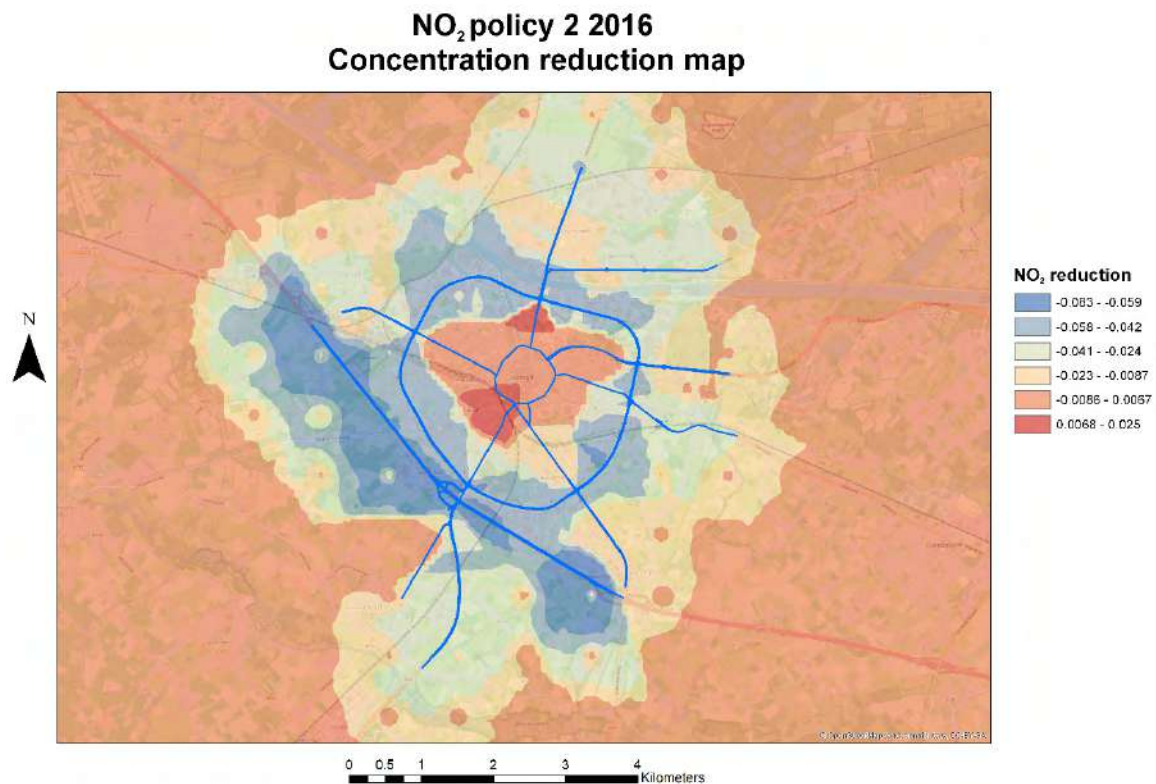 NO₂ policy 2 2016
Concentration reduction map
N
NO₂ reduction
-0.083 - -0.059
-0.058 - -0.042
-0.041 - -0.024
-0.023 - -0.0087
-0.0086 - 0.0067
0.0068 - 0.025
0 0.5 1 2 3 4
Kilometers